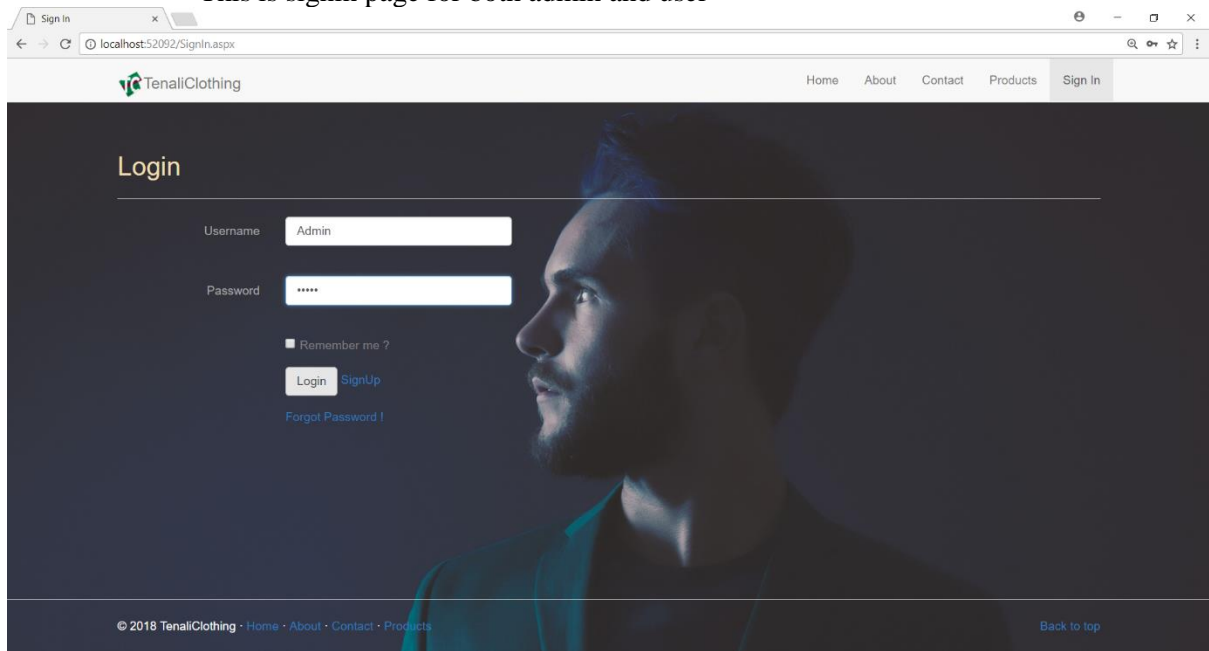 This is signin page for both admin and user
Sign In
localhost:52092/SignIn.aspx
TenaliClothing Home About Contact Products Sign In
Login
Username Admin
Password •••••
Remember me ?
Login SignUp
Forgot Password !
© 2018 TenaliClothing · Home · About · Contact · Products Back to top